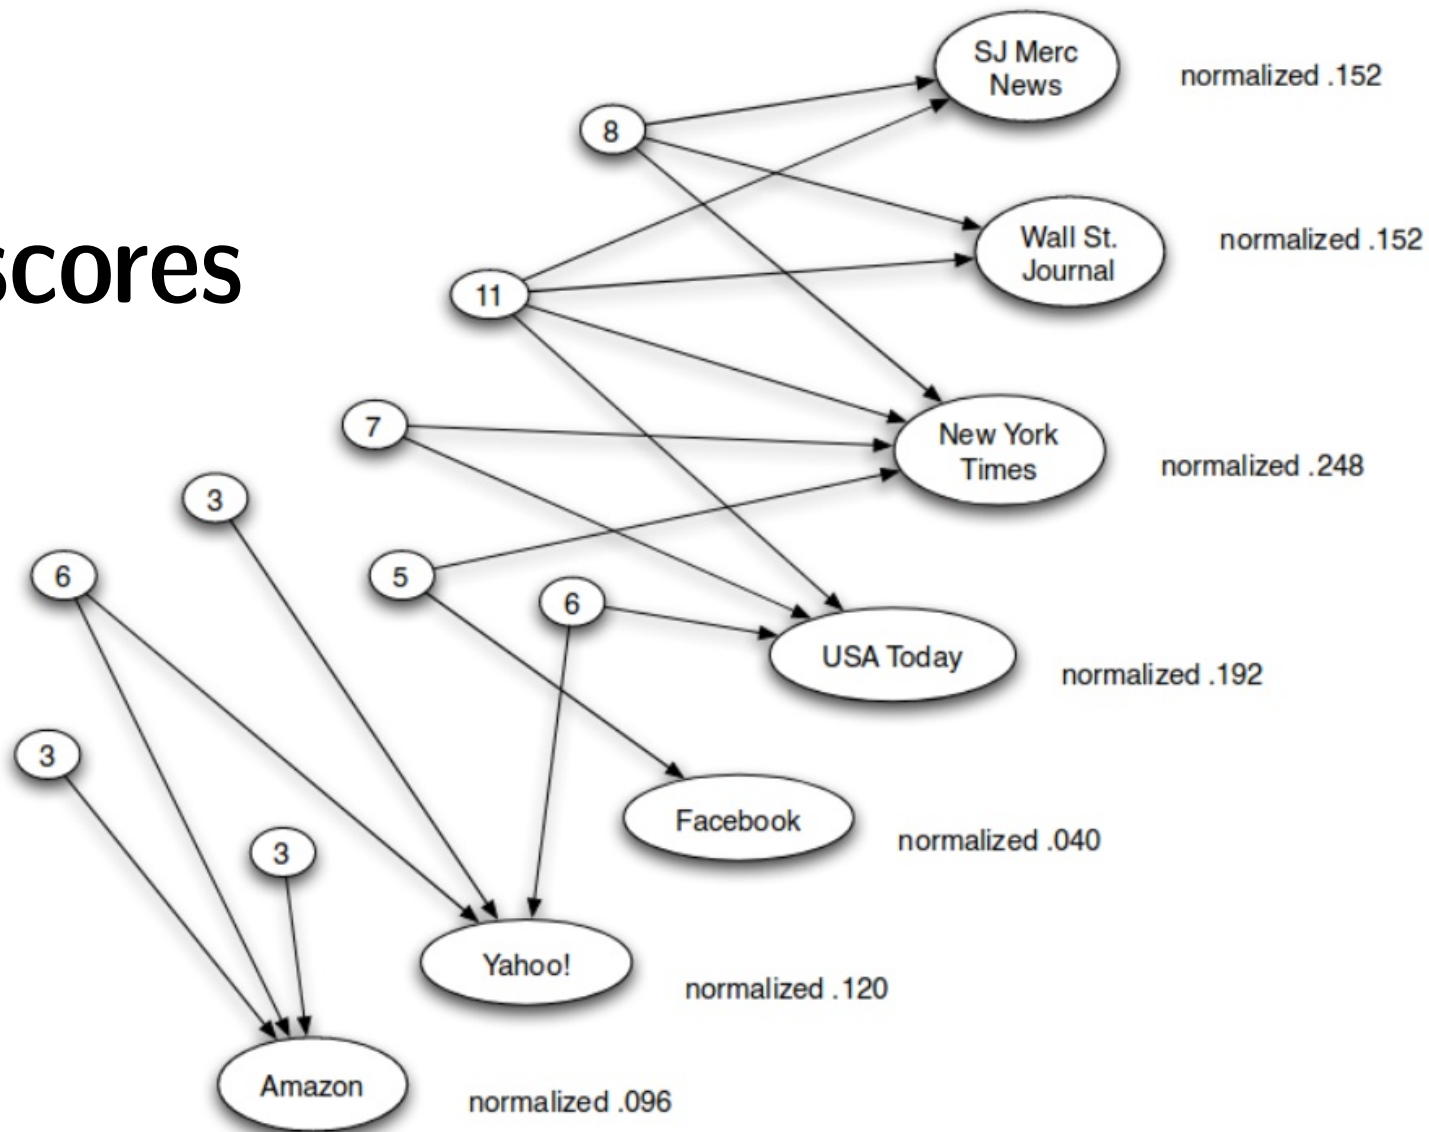 SJ Merc
News
normalized .152
8
scores
Wall St.
Journal
normalized .152
11
7
New York
Times
normalized .248
3
6
5
6
USA Today
normalized .192
3
Facebook
normalized .040
3
Yahoo!
normalized .120
Amazon
normalized .096